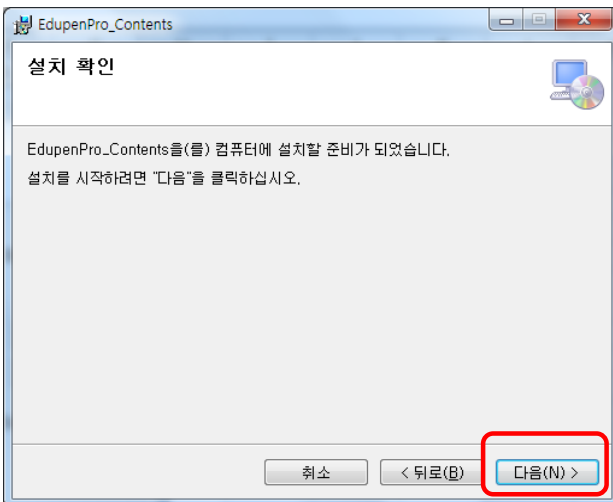 EdupenPro_Contents
설치 확인
EdupenPro_Contents을(를) 컴퓨터에 설치할 준비가 되었습니다.
설치를 시작하려면 "다음"을 클릭하십시오.
취소
< 뒤로(B)
다음(N) >